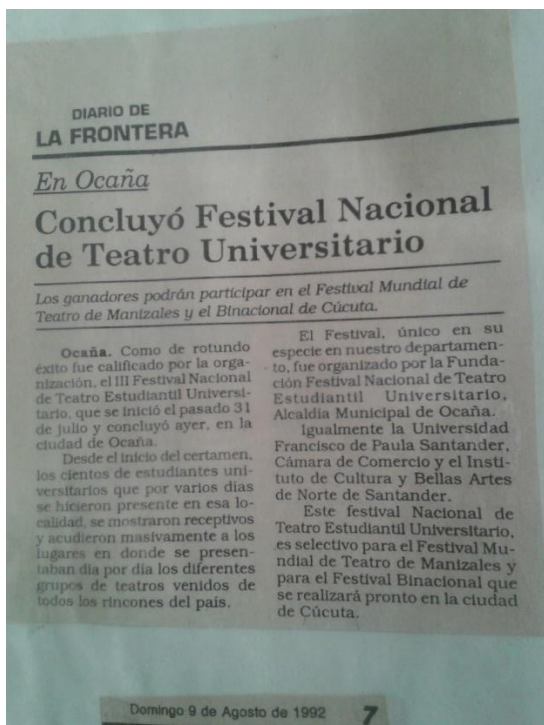 DIARIO DE
LA FRONTERA
En Ocaña
Concluyó Festival Nacional
de Teatro Universitario
Los ganadores podrán participar en el Festival Mundial de
Teatro de Manizales y el Binacional de Cúcuta.
Ocaña. Como de rotundo
éxito fue calificado por la orga-
nización, el III Festival Nacional
de Teatro Estudiantil Universi-
tario, que se inició el pasado 31
de julio y concluyó ayer, en la
ciudad de Ocaña.
Desde el inicio del certamen,
los cientos de estudiantes uni-
versitarios que por varios dias
se hicieron presente en esa lo-
calidad, se mostraron receptivos
y acudieron masivamente a los
lugares en donde se presen-
taban dia por dia los diferentes
grupos de teatros venidos de
todos los rincones del país.
El Festival, único en su
especie en nuestro departamen-
to, fue organizado por la Funda-
ción Festival Nacional de Teatro
Estudiantil Universitario,
Alcaldía Municipal de Ocaña.
Igualmente la Universidad
Francisco de Paula Santander,
Cámara de Comercio y el Insti-
tuto de Cultura y Bellas Artes
de Norte de Santander.
Este festival Nacional de
Teatro Estudiantil Universitario,
es selectivo para el Festival Mun-
dial de Teatro de Manizales y
para el Festival Binacional que
se realizará pronto en la ciudad
de Cúcuta.
Domingo 9 de Agosto de 1992 7